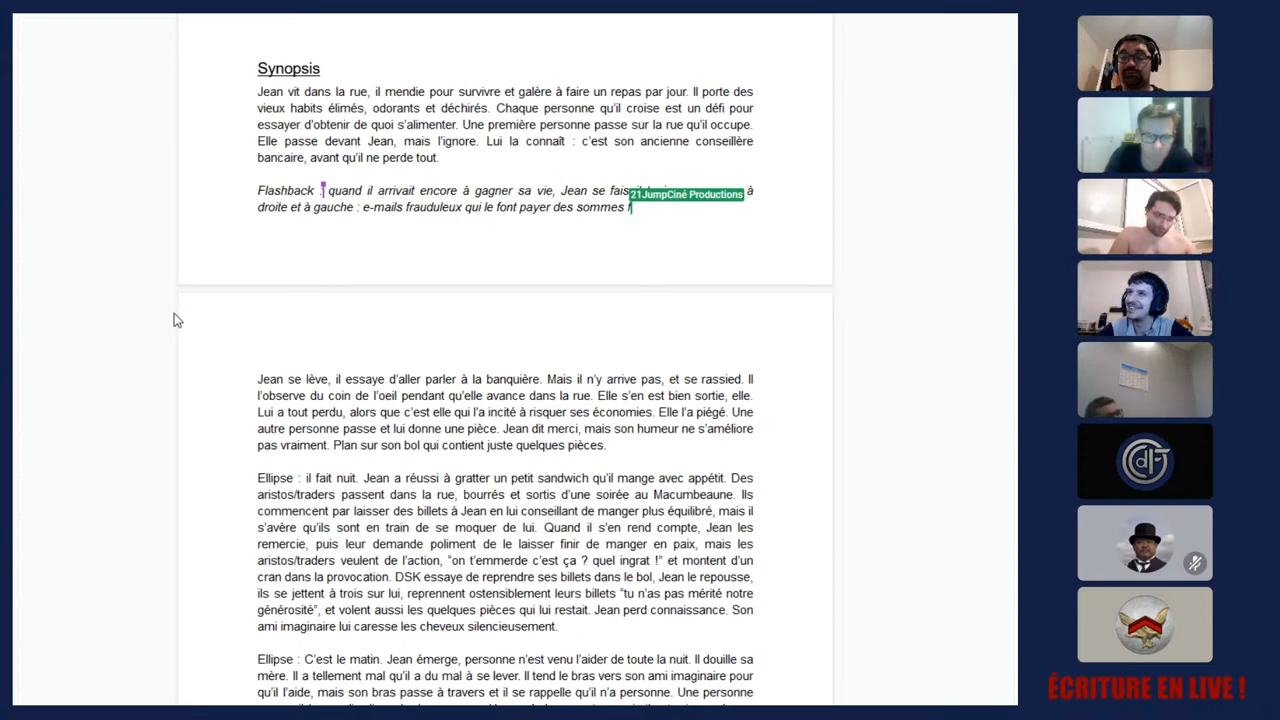 Synopsis
Jean vit dans la rue, il mendie pour survivre et galère à faire un repas par jour. Il porte des
vieux habits élimés, odorants et déchirés. Chaque personne qu'il croise est un défi pour
essayer d'obtenir de quoi s'alimenter. Une première personne passe sur la rue qu'il occupe.
Elle passe devant Jean, mais l'ignore. Lui la connaît : c'est son ancienne conseillère
bancaire, avant qu'il ne perde tout.
Flashback : quand il arrivait encore à gagner sa vie, Jean se fais à
21JumpCiné Productions
droite et à gauche : e-mails frauduleux qui le font payer des sommes f
Jean se lève, il essaye d'aller parler à la banquière. Mais il n'y arrive pas, et se rassied. Il
l'observe du coin de l'oeil pendant qu'elle avance dans la rue. Elle s'en est bien sortie, elle.
Lui a tout perdu, alors que c'est elle qui l'a incité à risquer ses économies. Elle l'a piégé. Une
autre personne passe et lui donne une pièce. Jean dit merci, mais son humeur ne s'améliore
pas vraiment. Plan sur son bol qui contient juste quelques pièces.
Ellipse : il fait nuit. Jean a réussi à gratter un petit sandwich qu'il mange avec appétit. Des
aristos/traders passent dans la rue, bourrés et sortis d'une soirée au Macumbeaune. Ils
commencent par laisser des billets à Jean en lui conseillant de manger plus équilibré, mais il
s'avère qu'ils sont en train de se moquer de lui. Quand il s'en rend compte, Jean les
remercie, puis leur demande poliment de le laisser finir de manger en paix, mais les
aristos/traders veulent de l'action, "on t'emmerde c'est ça ? quel ingrat !" et montent d'un
cran dans la provocation. DSK essaye de reprendre ses billets dans le bol, Jean le repousse,
ils se jettent à trois sur lui, reprennent ostensiblement leurs billets "tu n'as pas mérité notre
générosité", et volent aussi les quelques pièces qui lui restait. Jean perd connaissance. Son
ami imaginaire lui caresse les cheveux silencieusement.
Ellipse : C'est le matin. Jean émerge, personne n'est venu l'aider de toute la nuit. Il douille sa
mère. Il a tellement mal qu'il a du mal à se lever. Il tend le bras vers son ami imaginaire pour
qu'il l'aide, mais son bras passe à travers et il se rappelle qu'il n'a personne. Une personne
ÉCRITURE EN LIVE !